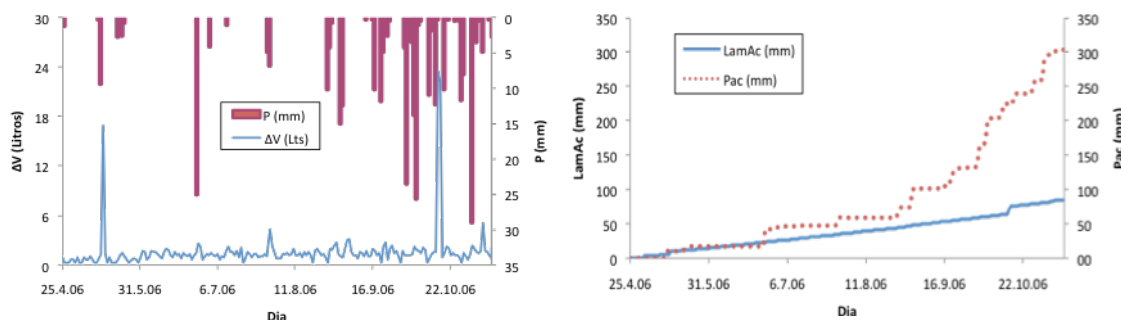 30
24
18
12
6
0
ΔV (Litros)
P (mm)
ΔV (Lts)
0
5
10
15
20
25
30
35
P (mm)
25.4.06 31.5.06 6.7.06 11.8.06 16.9.06 22.10.06
Dia
350
300
250
200
150
100
50
0
LamAc (mm)
LamAc (mm)
Pac (mm)
350
300
250
200
150
100
50
00
Pac (mm)
25.4.06 31.5.06 6.7.06 11.8.06 16.9.06 22.10.06
Dia